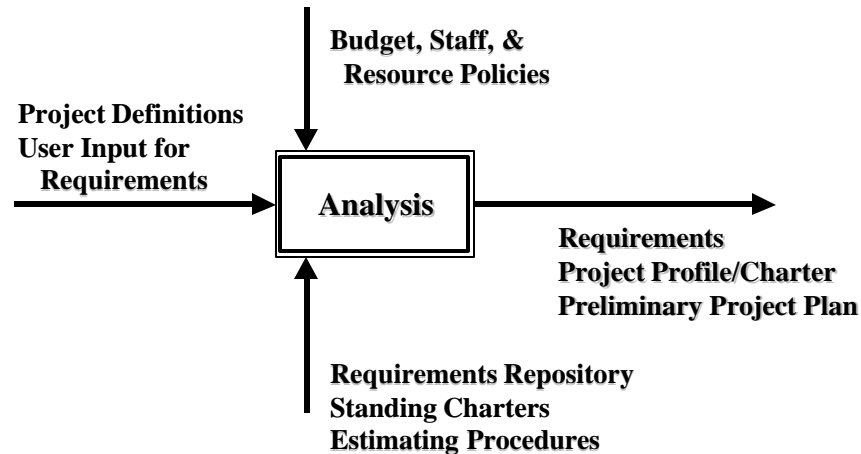 Budget, Staff, &
Resource Policies
Project Definitions
User Input for
Requirements
Analysis
Requirements
Project Profile/Charter
Preliminary Project Plan
Requirements Repository
Standing Charters
Estimating Procedures